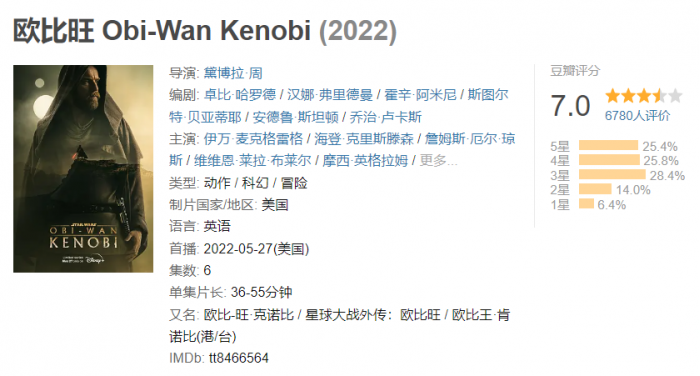 欧比旺 Obi-Wan Kenobi (2022)
导演: 黛博拉·周
编剧: 卓比·哈罗德 / 汉娜·弗里德曼 / 霍辛·阿米尼 / 斯图尔
特·贝亚蒂耶 / 安德鲁·斯坦顿 / 乔治·卢卡斯
主演: 伊万·麦克格雷格 / 海登·克里斯滕森 / 詹姆斯·厄尔·琼
斯 / 维维恩·莱拉·布莱尔 / 摩西·英格拉姆 / 更多...
类型: 动作 / 科幻 / 冒险
制片国家/地区: 美国
语言: 英语
首播: 2022-05-27(美国)
集数: 6
单集片长: 36-55分钟
又名: 欧比-旺·克诺比 / 星球大战外传：欧比旺 / 欧比王·肯
诺比(港/台)
IMDb: tt8466564
豆瓣评分
7.0
6780人评价
5星 25.4%
4星 25.8%
3星 28.4%
2星 14.0%
1星 6.4%
STAR WARS
OBI-WAN
KENOBI
Disney+